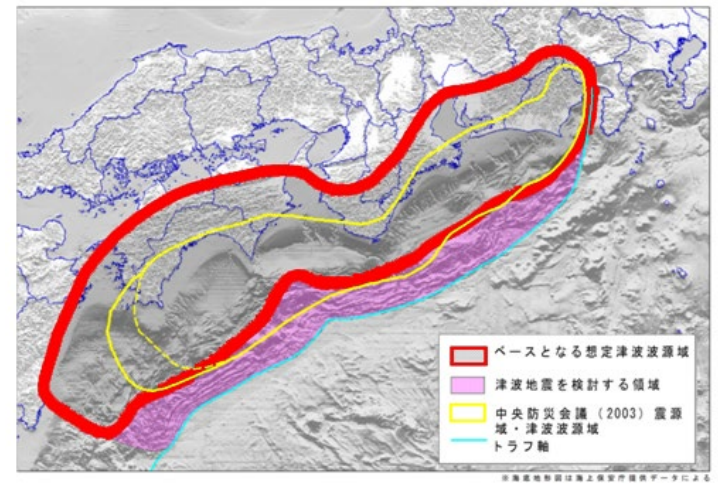 ベースとなる想定津波波源域
津波地震を検討する領域
中央防災会議（2003）震源
域・津波波源域
トラフ軸
※海底地形図は海上保安庁提供データによる